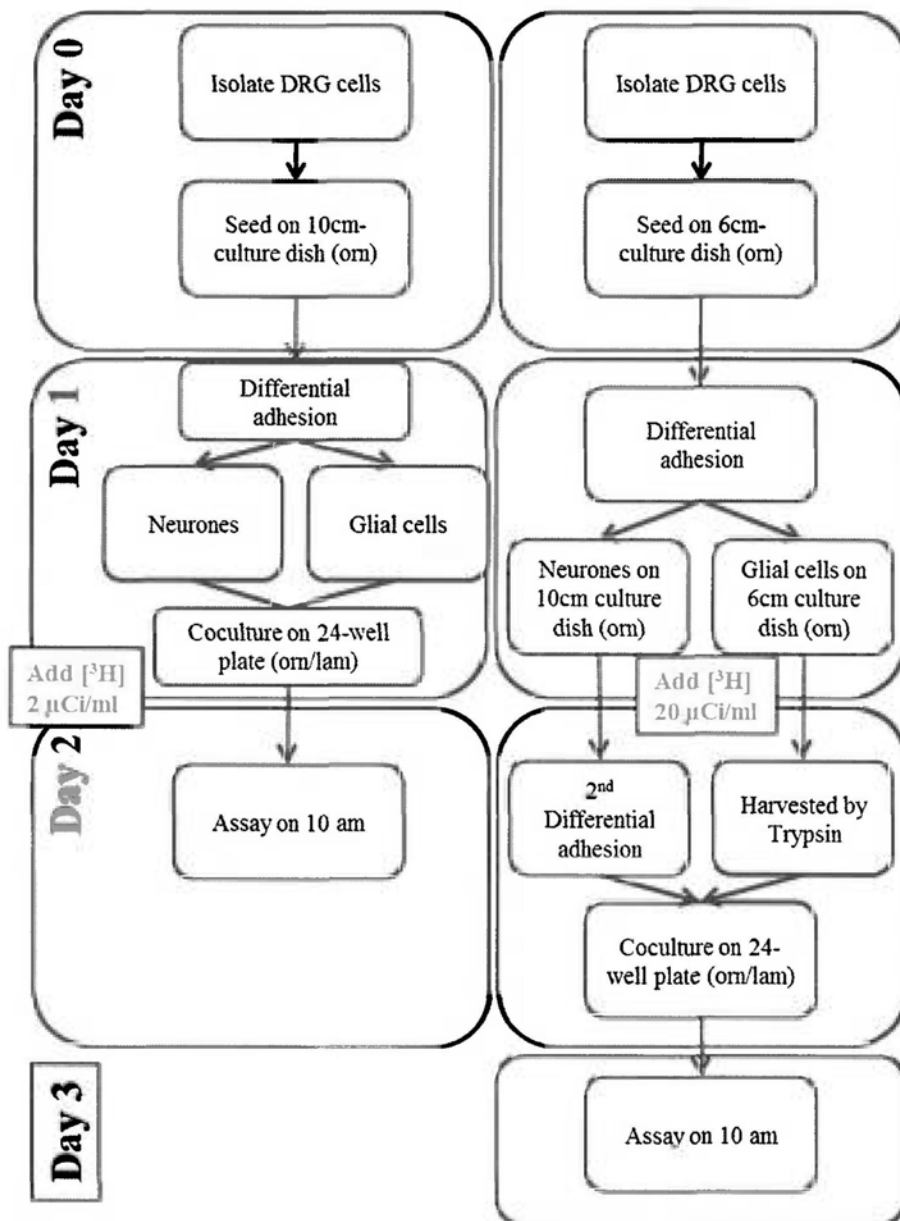 Day 0
Isolate DRG cells
Seed on 10cm-
culture dish (orn)
Isolate DRG cells
Seed on 6cm-
culture dish (orn)
Day 1
Differential
adhesion
Neurones
Glial cells
Coculture on 24-well
plate (orn/lam)
Add [³H]
2 µCi/ml
Differential
adhesion
Neurones on
10cm culture
dish (orn)
Glial cells on
6cm culture
dish (orn)
Add [³H]
20 µCi/ml
Day 2
Assay on 10 am
2nd
Differential
adhesion
Harvested by
Trypsin
Coculture on 24-
well plate (orn/lam)
Day 3
Assay on 10 am